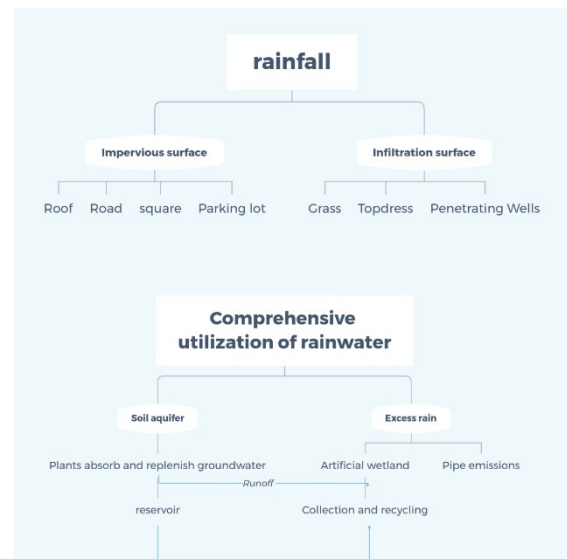 rainfall
Impervious surface
Infiltration surface
Roof Road square Parking lot
Grass Topdress Penetrating Wells
Comprehensive
utilization of rainwater
Soil aquifer
Excess rain
Plants absorb and replenish groundwater
Artificial wetland
Pipe emissions
Runoff
reservoir
Collection and recycling